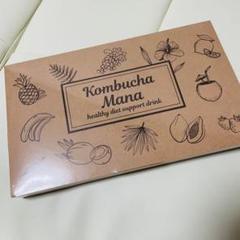 Kombucha
Mana
healthy diet support drink